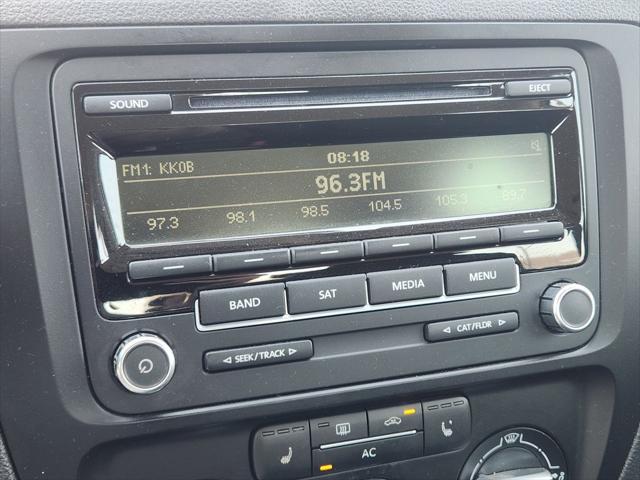 SOUND
EJECT
FM1: KKOB
08:18
96.3FM
97.3 98.1 98.5 104.5 105.3 89.7
BAND SAT MEDIA MENU
SEEK/TRACK
CAT/FLDR
AC